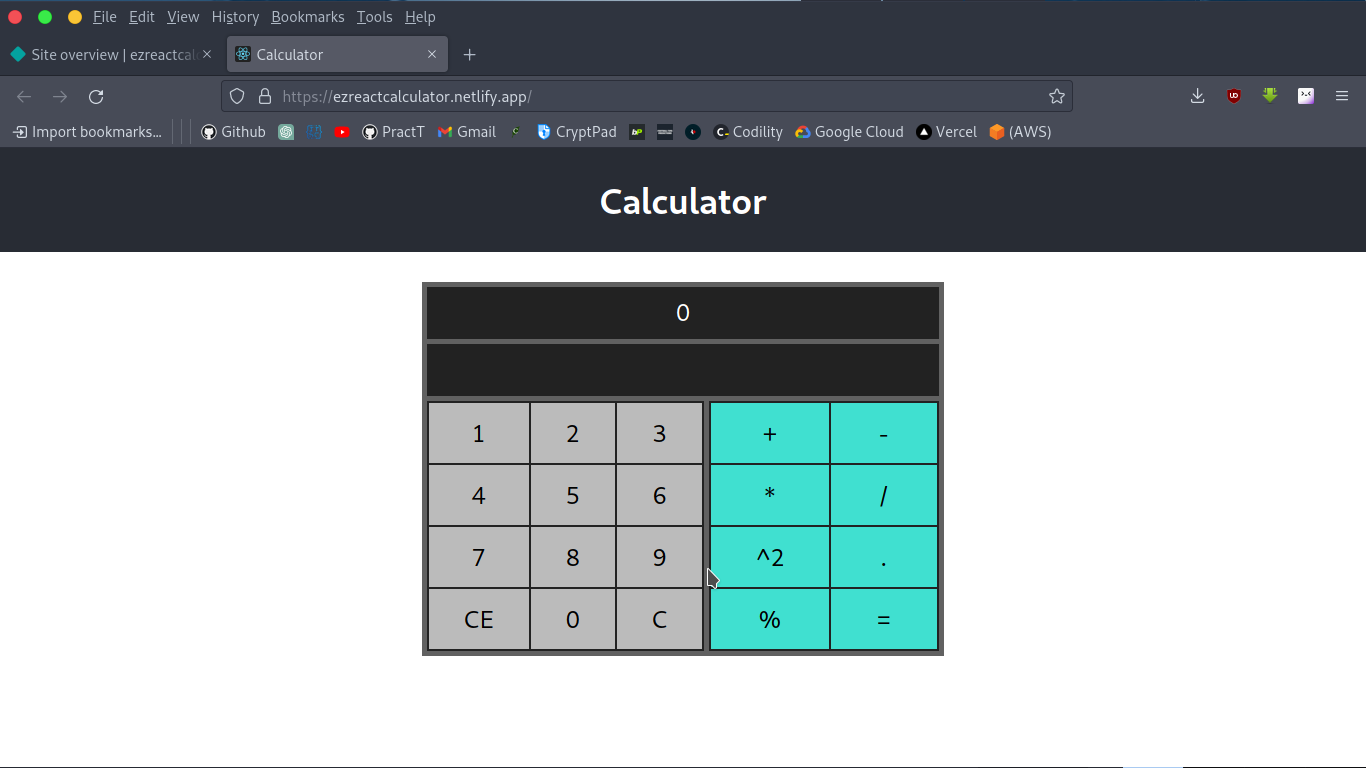 File Edit View History Bookmarks Tools Help
Site overview | ezreactcal
Calculator
https://ezreactcalculator.netlify.app/
Import bookmarks... Github PractT Gmail CryptPad Codility Google Cloud Vercel (AWS)
Calculator
0
1 2 3 + -
4 5 6 * /
7 8 9 ^2 .
CE 0 C % =